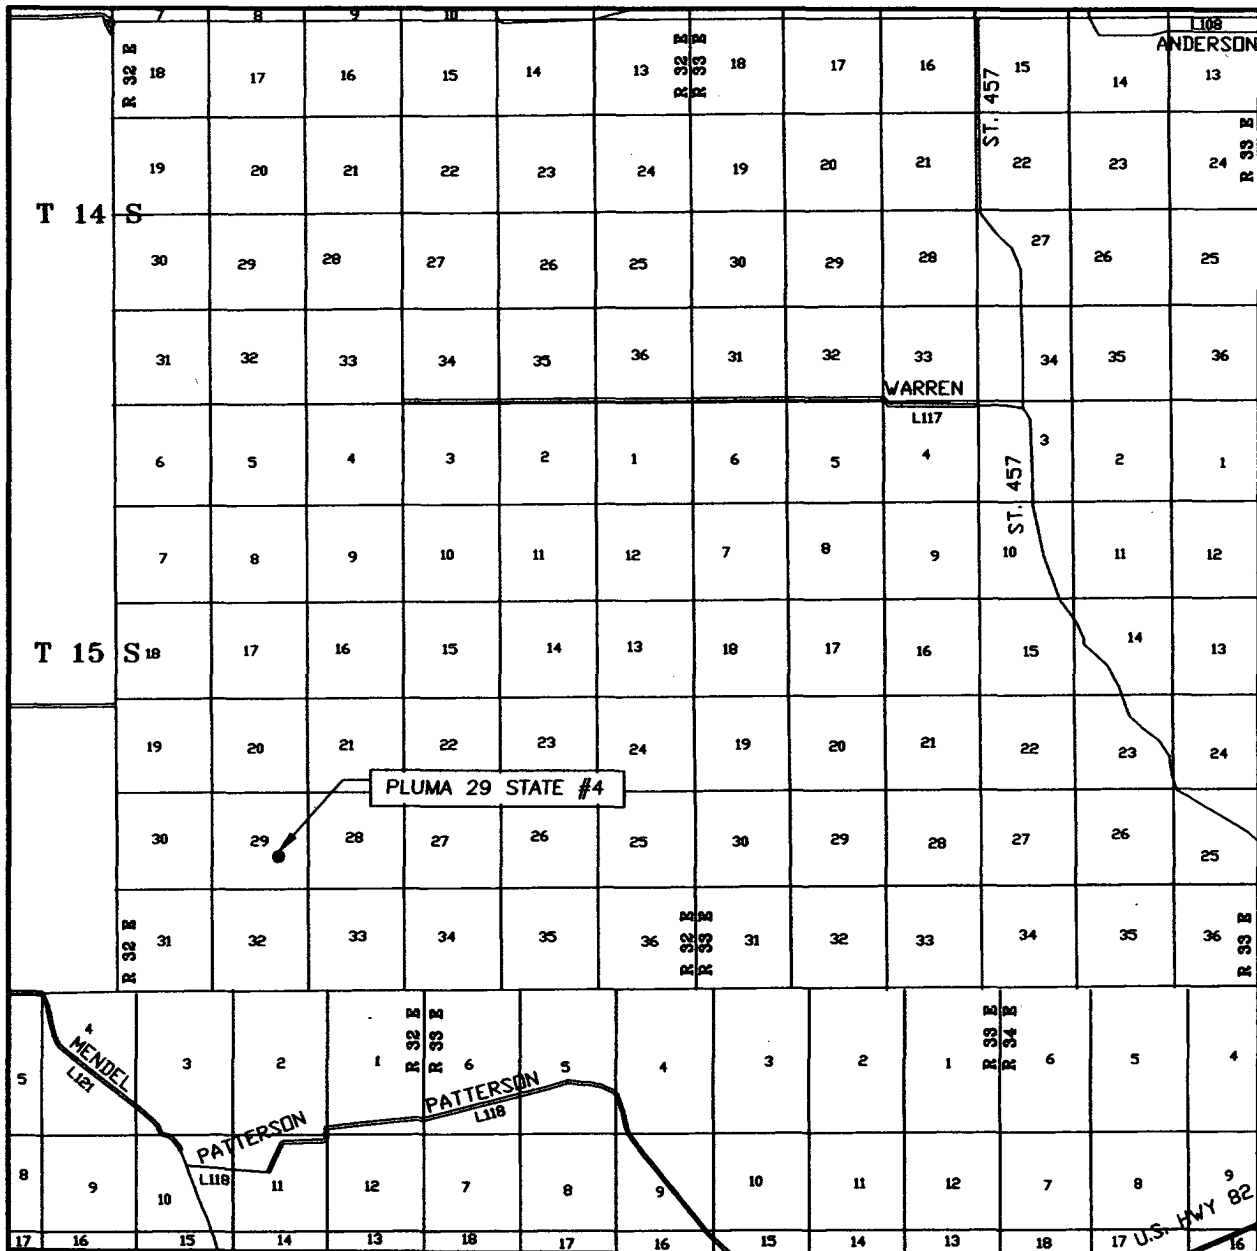 7 8 9 10 L108
ANDERSON
R 32 E 18 17 16 15 14 13 R 32 E R 33 E 18 17 16 ST. 457 15 14 13
19 20 21 22 23 24 19 20 21 22 23 24 R 33 E
T 14 S
30 29 28 27 26 25 30 29 28 27 26 25
31 32 33 34 35 36 31 32 33 34 35 36
WARREN
L117
6 5 4 3 2 1 6 5 4 ST. 457 3 2 1
7 8 9 10 11 12 7 8 9 10 11 12
T 15 S 18 17 16 15 14 13 18 17 16 15 14 13
19 20 21 22 23 24 19 20 21 22 23 24
PLUMA 29 STATE #4
30 29 28 27 26 25 30 29 28 27 26 25
R 32 E 31 32 33 34 35 36 R 32 E R 33 E 31 32 33 34 35 36 R 33 E
5 4 3 2 1 R 32 E R 33 E 6 5 4 3 2 1 R 33 E R 34 E 6 5 4
MENDEL
L121
PATTERSON
L118
PATTERSON
L118
8 9 10 11 12 7 8 9 10 11 12 7 8 9
U.S. HWY 82
17 16 15 14 13 18 17 16 15 14 13 18 17 16